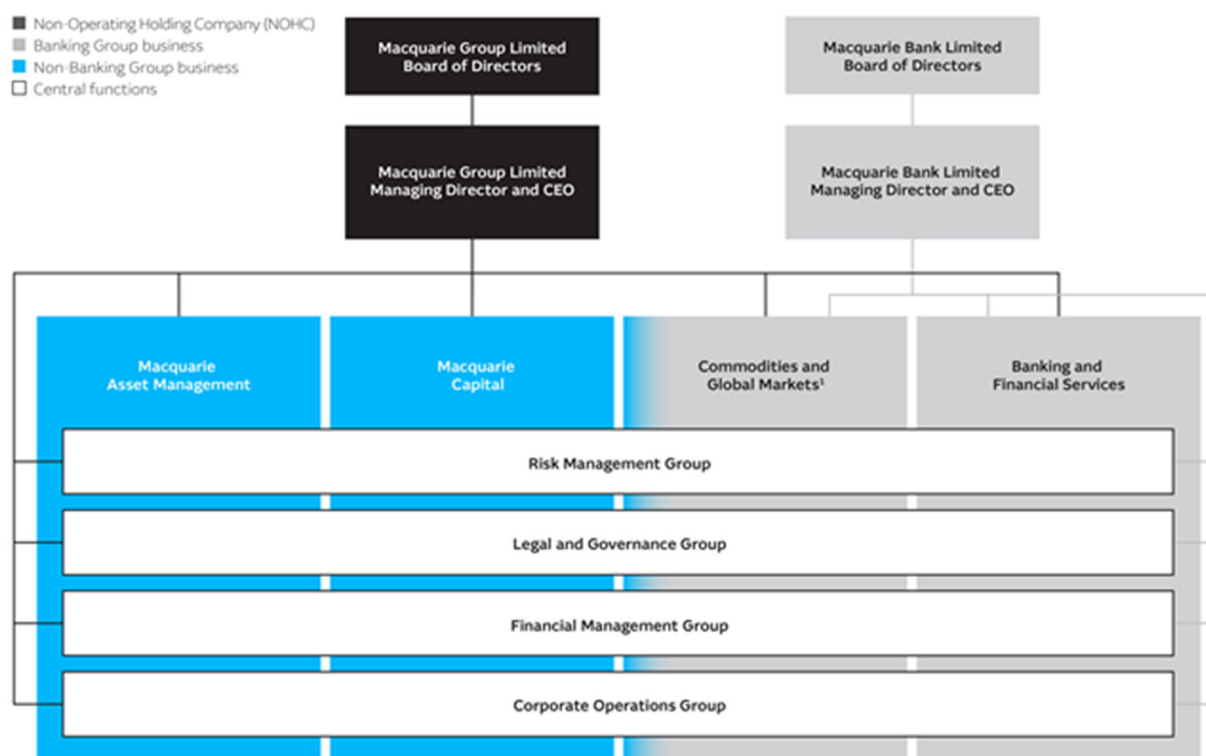 Non-Operating Holding Company (NOHC)
Banking Group business
Non-Banking Group business
Central functions
Macquarie Group Limited
Board of Directors
Macquarie Bank Limited
Board of Directors
Macquarie Group Limited
Managing Director and CEO
Macquarie Bank Limited
Managing Director and CEO
Macquarie
Asset Management
Macquarie
Capital
Commodities and
Global Markets¹
Banking and
Financial Services
Risk Management Group
Legal and Governance Group
Financial Management Group
Corporate Operations Group